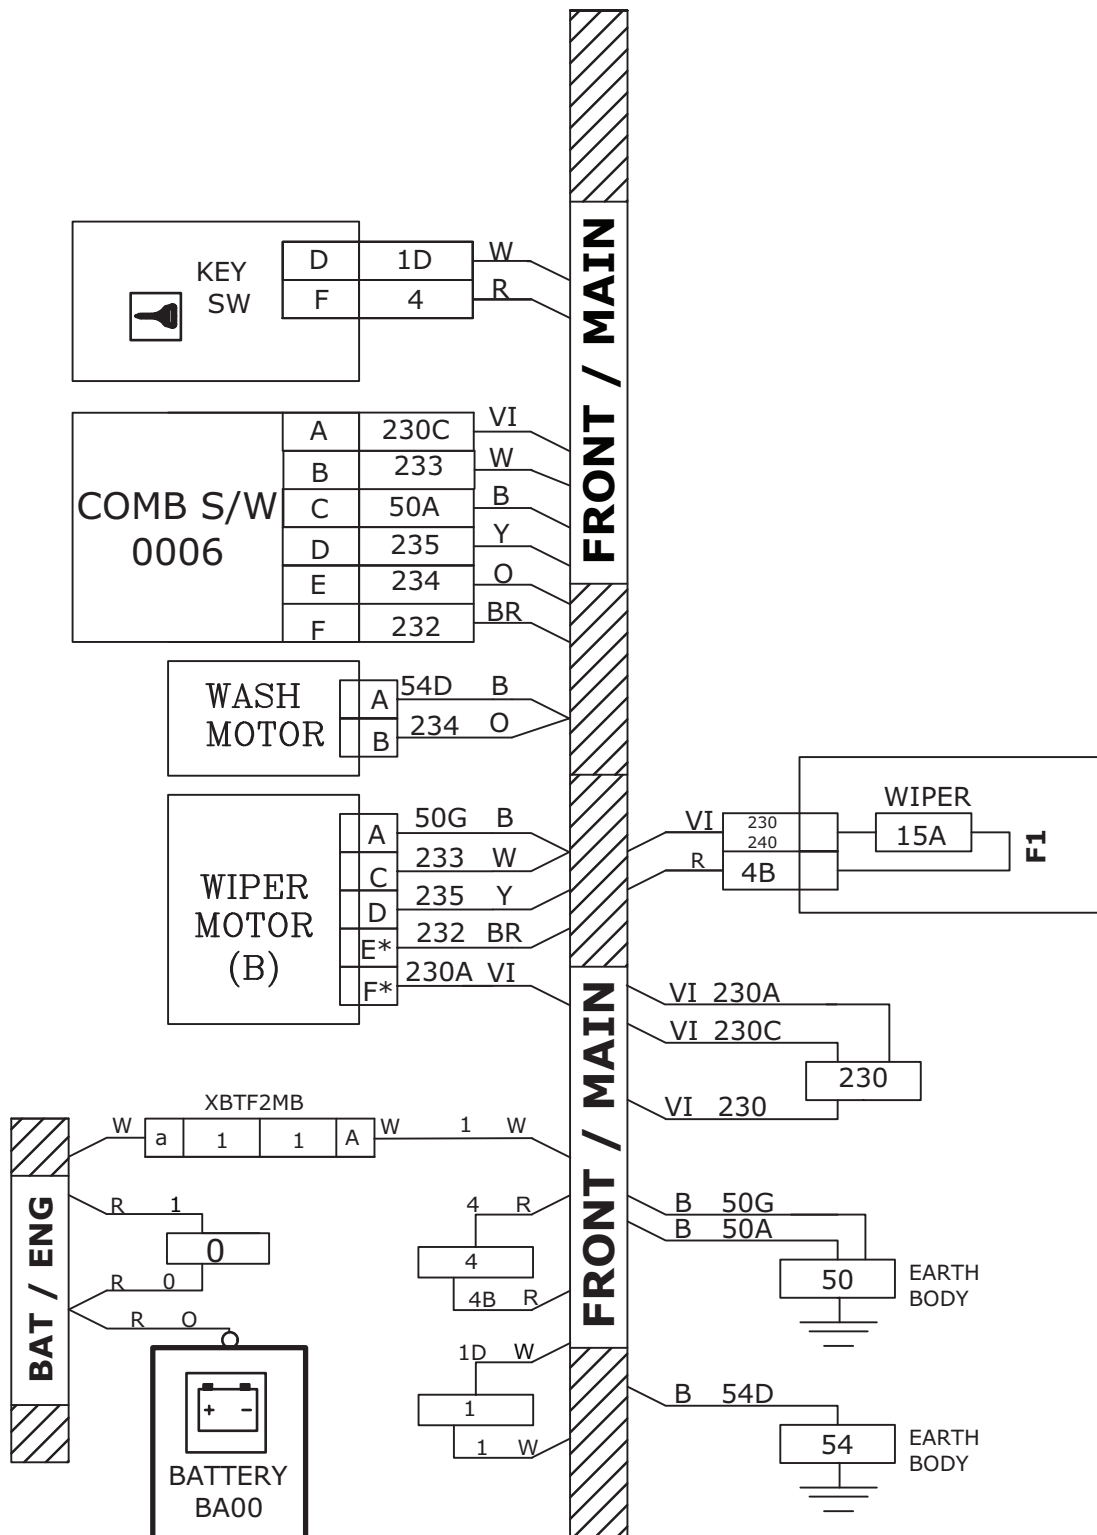 FRONT / MAIN
KEY
SW
D 1D W
F 4 R
COMB S/W
0006
A 230C VI
B 233 W
C 50A B
D 235 Y
E 234 O
F 232 BR
WASH
MOTOR
A 54D B
B 234 O
WIPER
MOTOR
(B)
A 50G B
C 233 W
D 235 Y
E* 232 BR
F* 230A VI
WIPER
15A
F1
VI 230
240
R 4B
FRONT / MAIN
VI 230A
VI 230C
230
VI 230
XBTF2MB
W a 1 1 A W 1 W
BAT / ENG
R 1
0
R 0
R O
+ -
BATTERY
BA00
4 R
4
4B R
1D W
1
1 W
B 50G
B 50A
50
EARTH
BODY
B 54D
54
EARTH
BODY